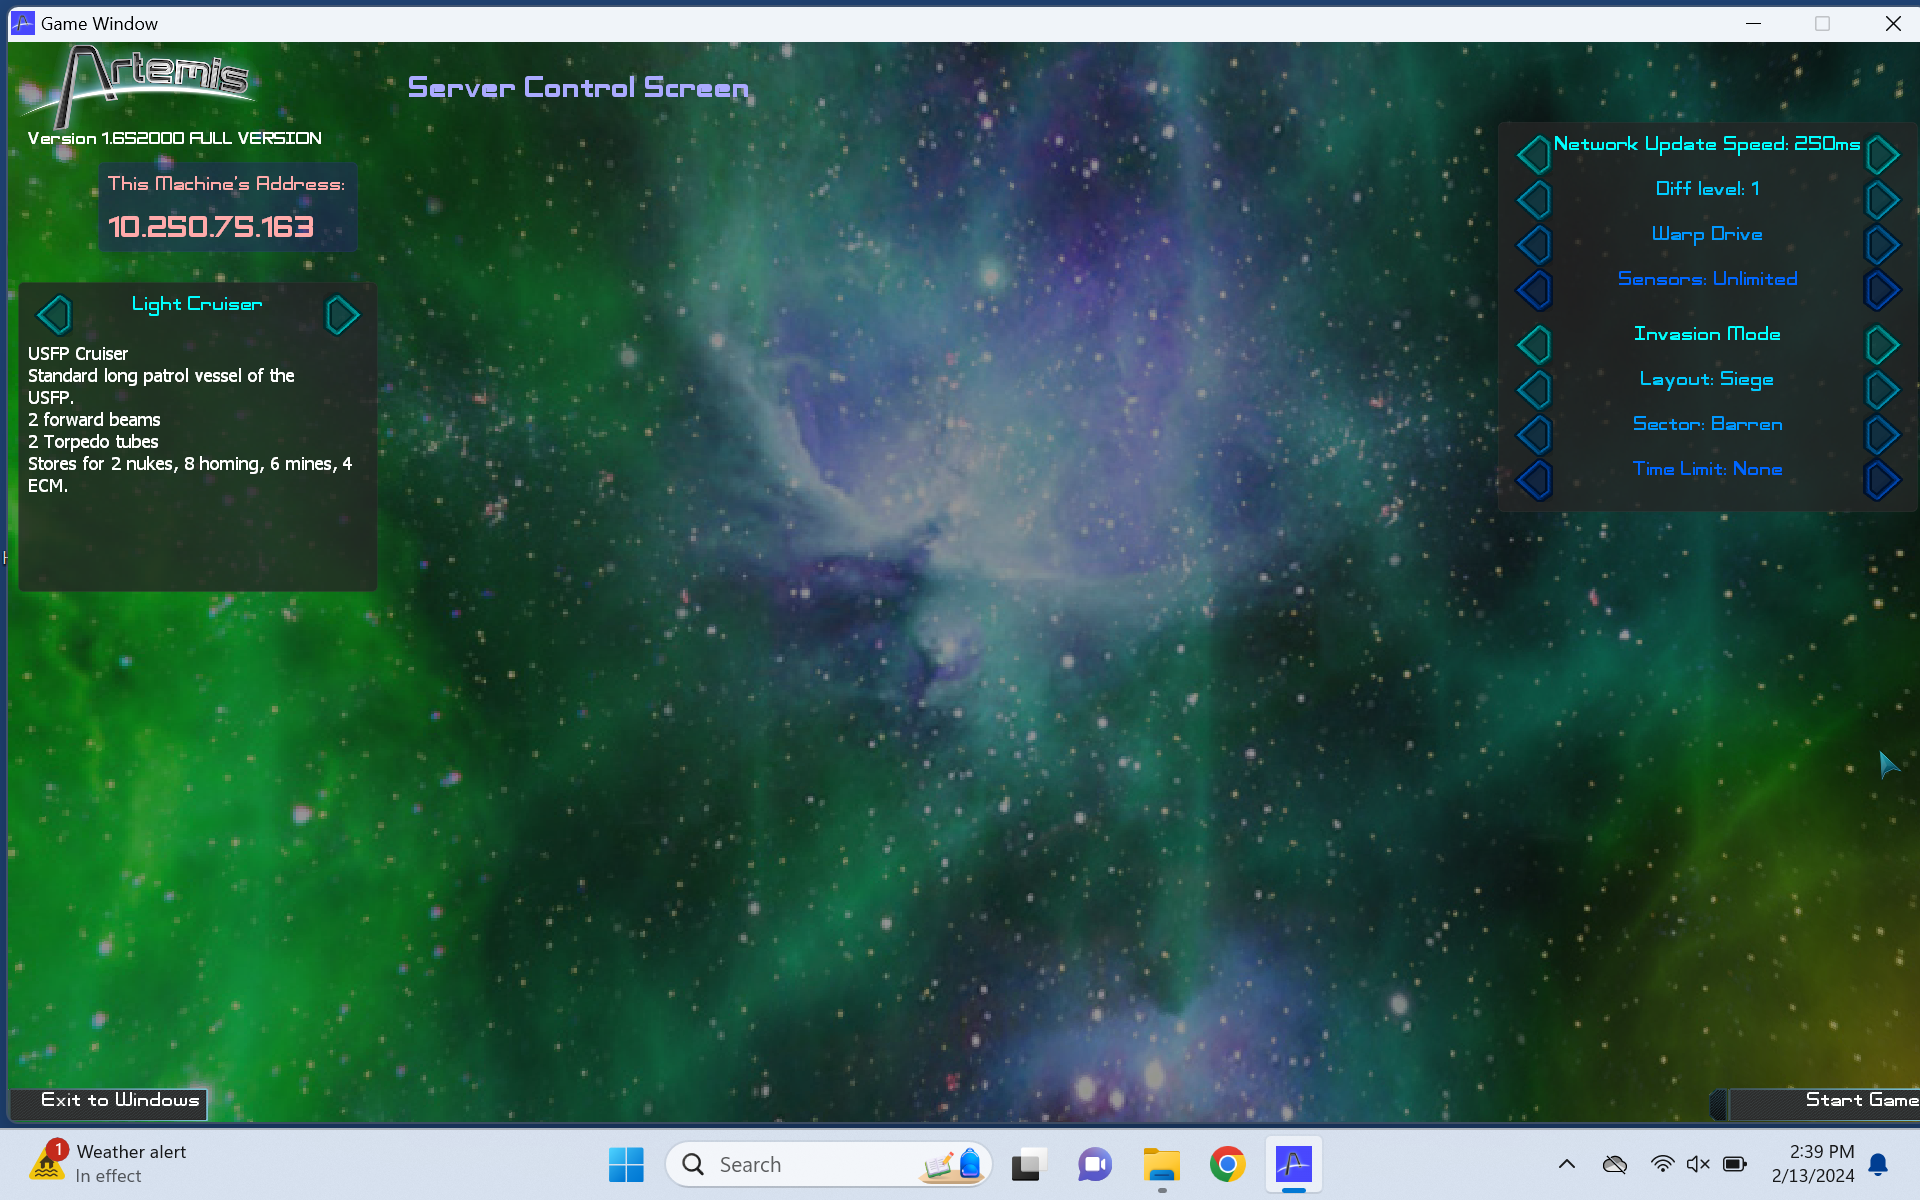 Game Window
Artemis
Server Control Screen
Version 1.652000 FULL VERSION
This Machine's Address:
10.250.75.163
Light Cruiser
USFP Cruiser
Standard long patrol vessel of the
USFP.
2 forward beams
2 Torpedo tubes
Stores for 2 nukes, 8 homing, 6 mines, 4
ECM.
Network Update Speed: 250ms
Diff level: 1
Warp Drive
Sensors: Unlimited
Invasion Mode
Layout: Siege
Sector: Barren
Time Limit: None
Exit to Windows
Start Game
1
Weather alert
In effect
Search
2:39 PM
2/13/2024